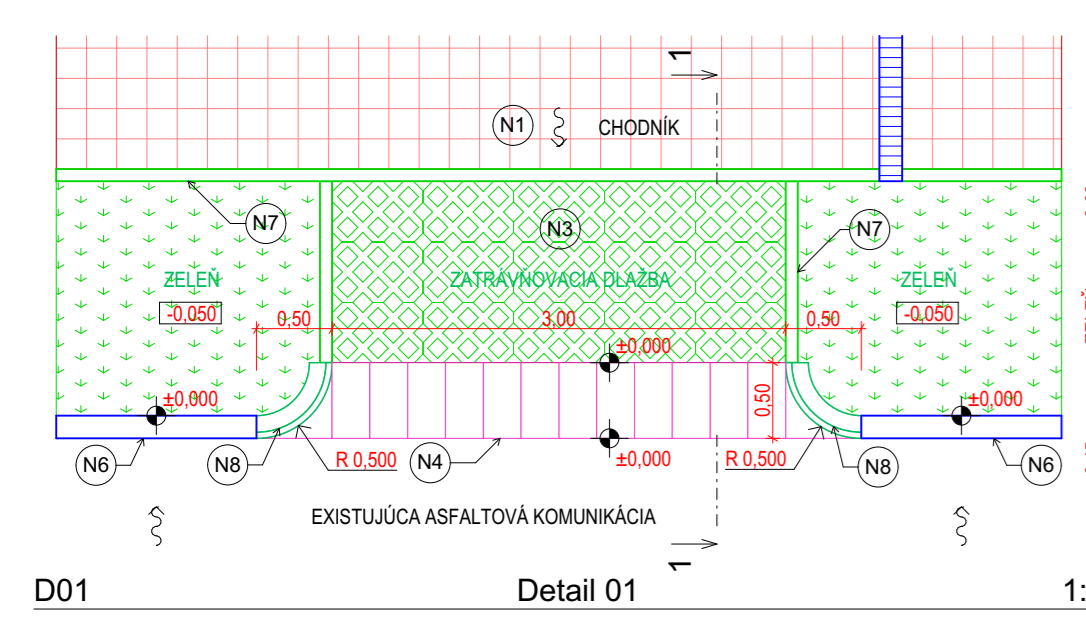 1
N1
CHODNÍK
N7
N3
N7
ZELEŇ
ZATRÁVŇOVACIA DLAŽBA
ZELEŇ
-0,050
-0,050
0,50
3,00
0,50
±0,000
±0,000
0,50
±0,000
N6
N8
R 0,500
N4
±0,000
R 0,500
N8
N6
EXISTUJÚCA ASFALTOVÁ KOMUNIKÁCIA
1
D01
Detail 01
1: